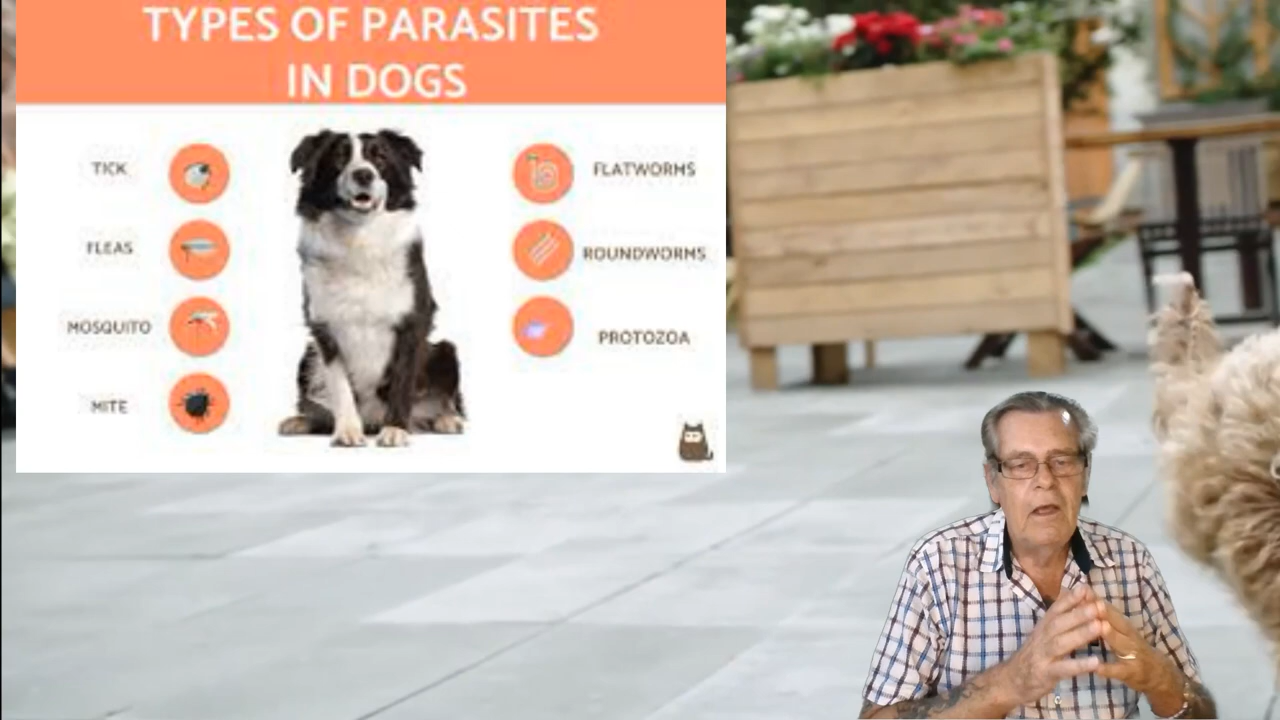 TYPES OF PARASITES
IN DOGS
TICK
FLEAS
MOSQUITO
MITE
FLATWORMS
ROUNDWORMS
PROTOZOA